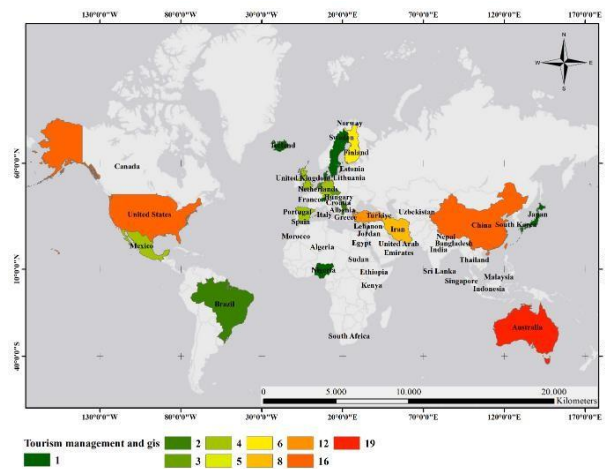 130°0'0"W 80°0'0"W 30°0'0"W 20°0'0"E 70°0'0"E 120°0'0"E 170°0'0"E
N
W E
S
60°0'0"N
10°0'0"N
40°0'0"S
Norway
Sweden
Iceland
Finland
Estonia
Canada
United Kingdom
Lithuania
Netherlands
Hungary
France
Croatia
United States
Portugal
Albania
Spain
Italy
Greece
Turkiye
Uzbekistan
China
Japan
South Korea
Lebanon
Iran
Morocco
Jordan
Nepal
Mexico
Algeria
Egypt
United Arab
Emirates
Bangladesh
India
Thailand
Nigeria
Sudan
Ethiopia
Sri Lanka
Malaysia
Singapore
Kenya
Indonesia
Brazil
Australia
South Africa
0 5.000 10.000 20.000
Kilometers
130°0'0"W 80°0'0"W 30°0'0"W 20°0'0"E 70°0'0"E 120°0'0"E 170°0'0"E
Tourism management and gis
1
2
3
4
5
6
8
12
16
19